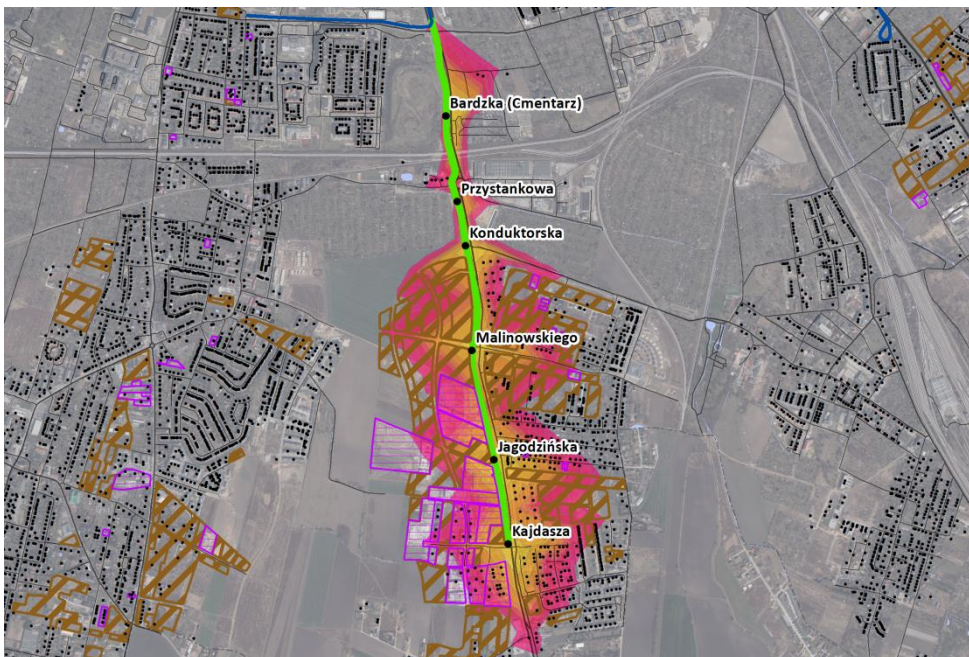 Bardzka (Cmentarz)
Przystankowa
Konduktorska
Malinowskiego
Jagodzińska
Kajdasza